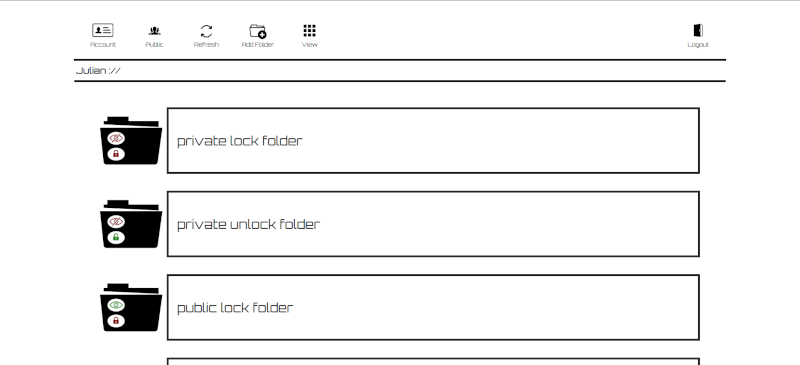 Account Public Refresh Add Folder View Logout
Julian ://
private lock folder
private unlock folder
public lock folder